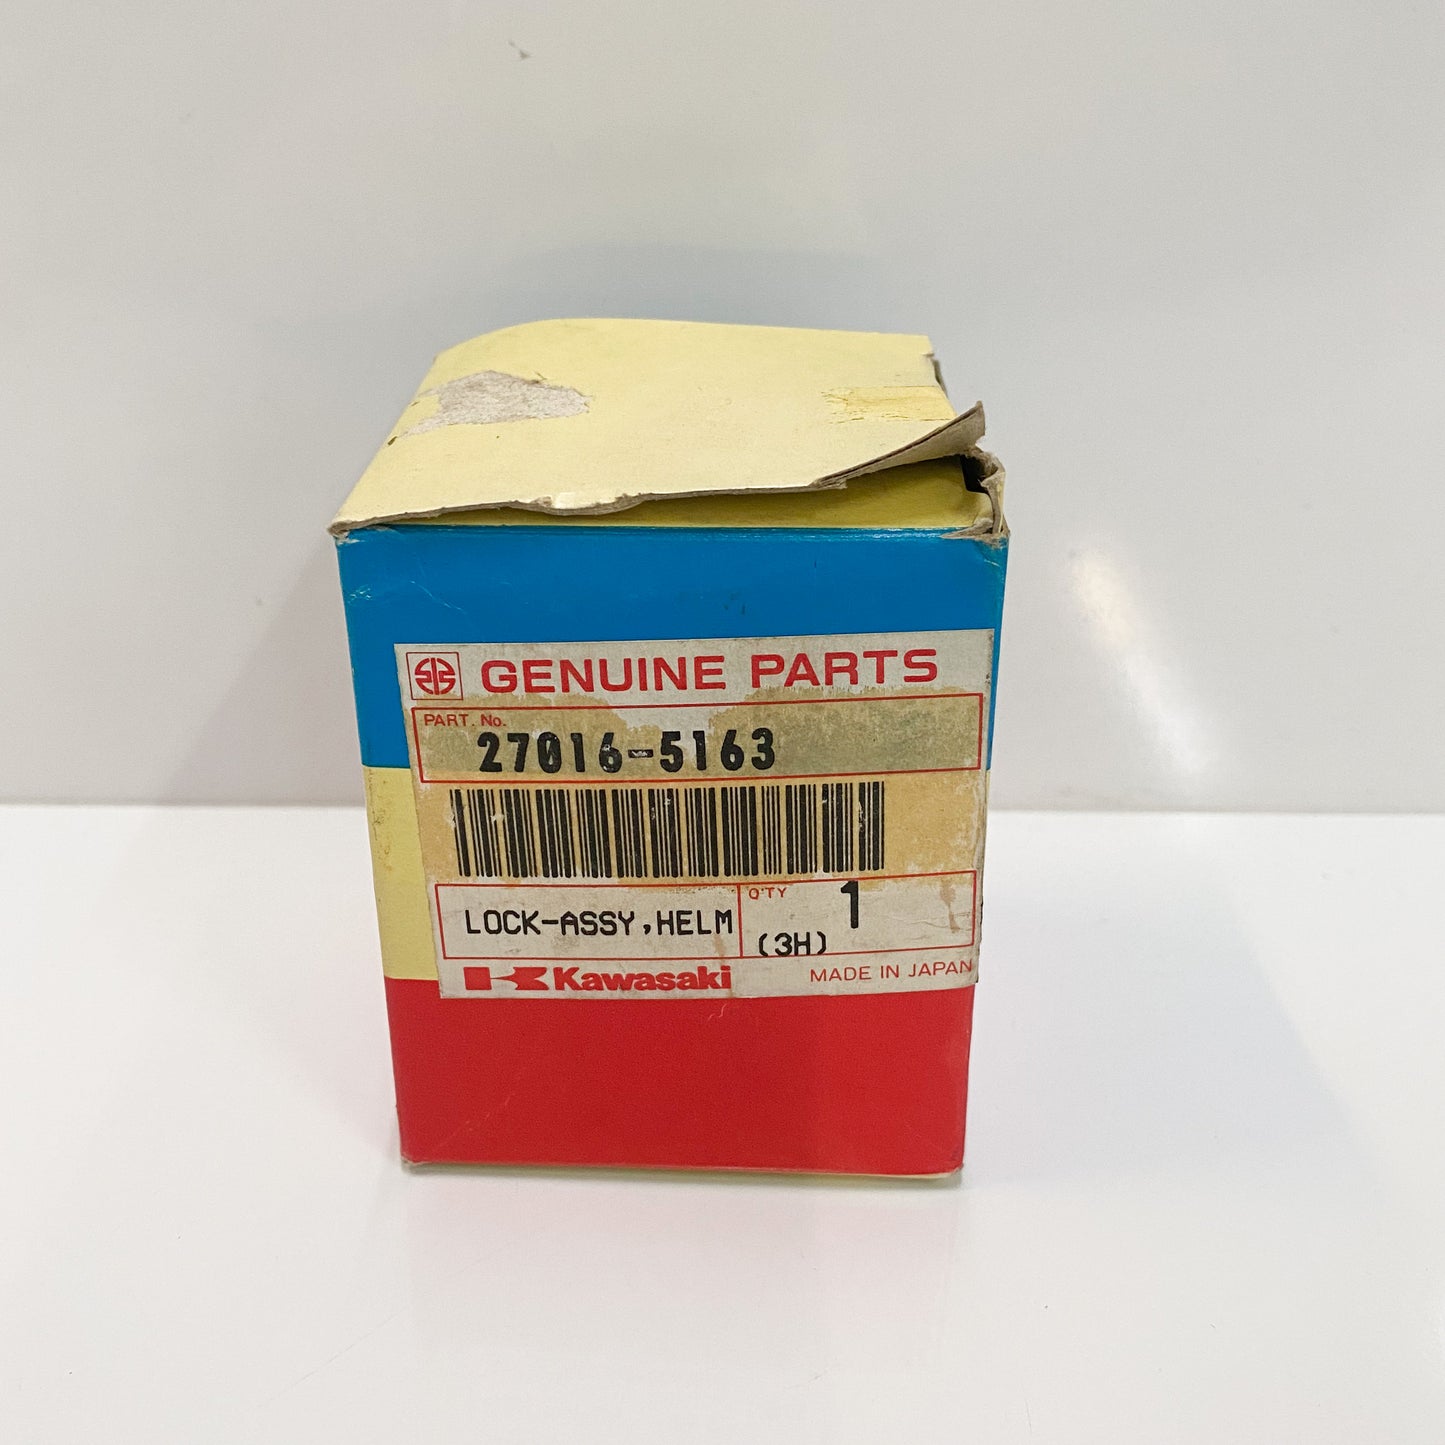 GENUINE PARTS
PART. No.
27016-5163
LOCK-ASSY,HELM
Q'TY
1
(3H)
Kawasaki
MADE IN JAPAN